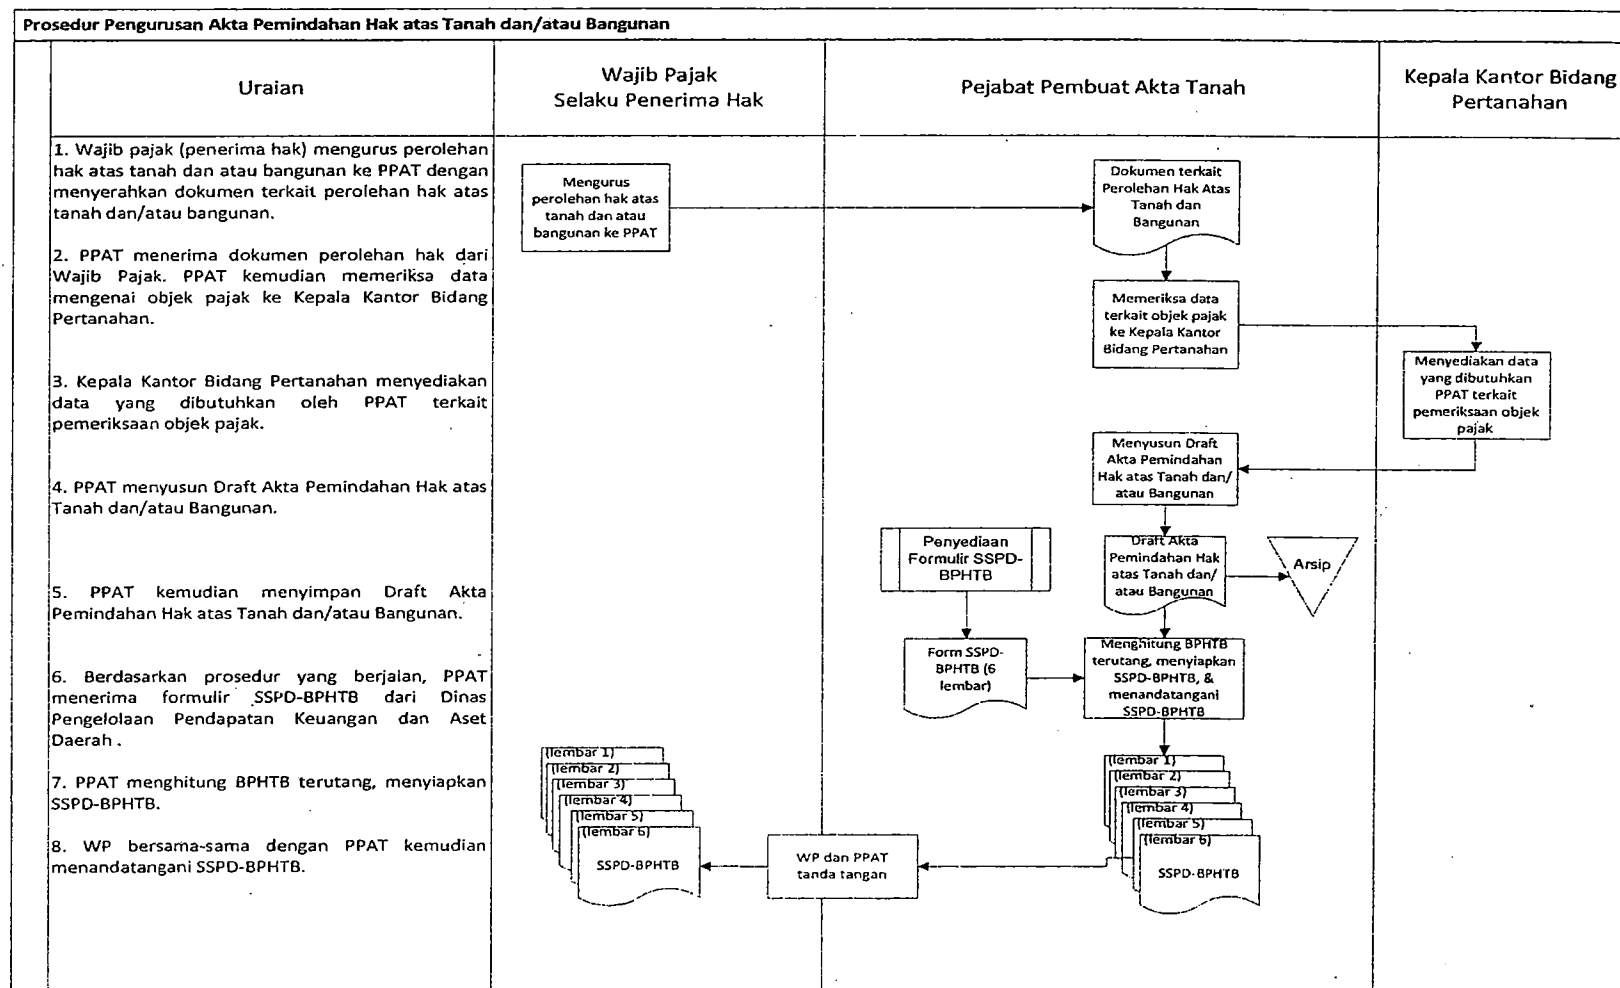 Prosedur Pengurusan Akta Pemindahan Hak atas Tanah dan/atau Bangunan
Uraian
Wajib Pajak
Selaku Penerima Hak
Pejabat Pembuat Akta Tanah
Kepala Kantor Bidang
Pertanahan
1. Wajib pajak (penerima hak) mengurus perolehan
hak atas tanah dan atau bangunan ke PPAT dengan
menyerahkan dokumen terkait perolehan hak atas
tanah dan/atau bangunan.
2. PPAT menerima dokumen perolehan hak dari
Wajib Pajak. PPAT kemudian memeriksa data
mengenai objek pajak ke Kepala Kantor Bidang
Pertanahan.
3. Kepala Kantor Bidang Pertanahan menyediakan
data yang dibutuhkan oleh PPAT terkait
pemeriksaan objek pajak.
4. PPAT menyusun Draft Akta Pemindahan Hak atas
Tanah dan/atau Bangunan.
5. PPAT kemudian menyimpan Draft Akta
Pemindahan Hak atas Tanah dan/atau Bangunan.
6. Berdasarkan prosedur yang berjalan, PPAT
menerima formulir SSPD-BPHTB dari Dinas
Pengelolaan Pendapatan Keuangan dan Aset
Daerah .
7. PPAT menghitung BPHTB terutang, menyiapkan
SSPD-BPHTB.
8. WP bersama-sama dengan PPAT kemudian
menandatangani SSPD-BPHTB.
Mengurus
perolehan hak atas
tanah dan atau
bangunan ke PPAT
Dokumen terkait
Perolehan Hak Atas
Tanah dan
Bangunan
Memeriksa data
terkait objek pajak
ke Kepala Kantor
Bidang Pertanahan
Menyediakan data
yang dibutuhkan
PPAT terkait
pemeriksaan objek
pajak
Menyusun Draft
Akta Pemindahan
Hak atas Tanah dan/
atau Bangunan
Penyediaan
Formulir SSPD-
BPHTB
Draft Akta
Pemindahan Hak
atas Tanah dan/
atau Bangunan
Arsip
Form SSPD-
BPHTB (6
lembar)
Menghitung BPHTB
terutang, menyiapkan
SSPD-BPHTB, &
menandatangani
SSPD-BPHTB
(lembar 1)
(lembar 2)
(lembar 3)
(lembar 4)
(lembar 5)
(lembar 6)
SSPD-BPHTB
WP dan PPAT
tanda tangan
(lembar 1)
(lembar 2)
(lembar 3)
(lembar 4)
(lembar 5)
(lembar 6)
SSPD-BPHTB